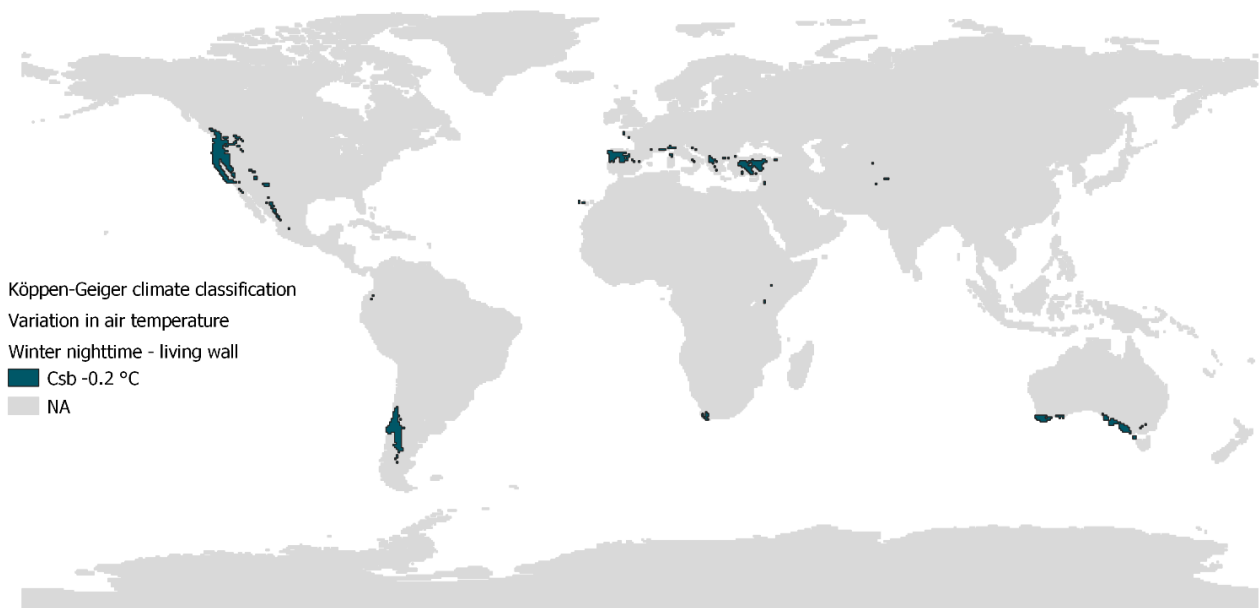 Köppen-Geiger climate classification
Variation in air temperature
Winter nighttime - living wall
Csb -0.2 °C
NA